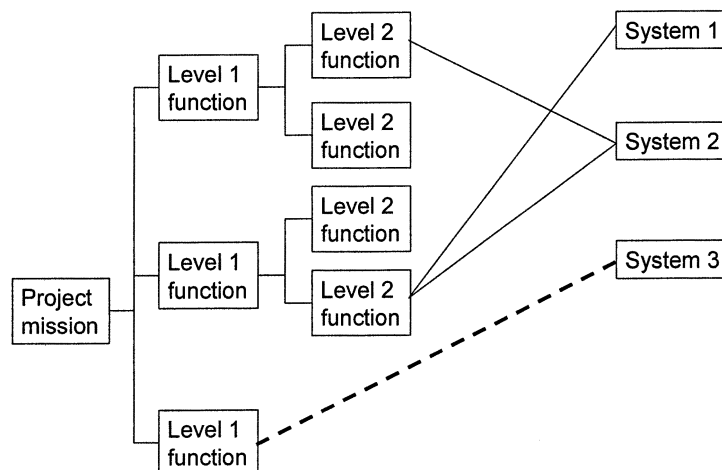 Level 2
function
System 1
Level 1
function
Level 2
function
System 2
Level 2
function
Level 1
function
Level 2
function
System 3
Project
mission
Level 1
function